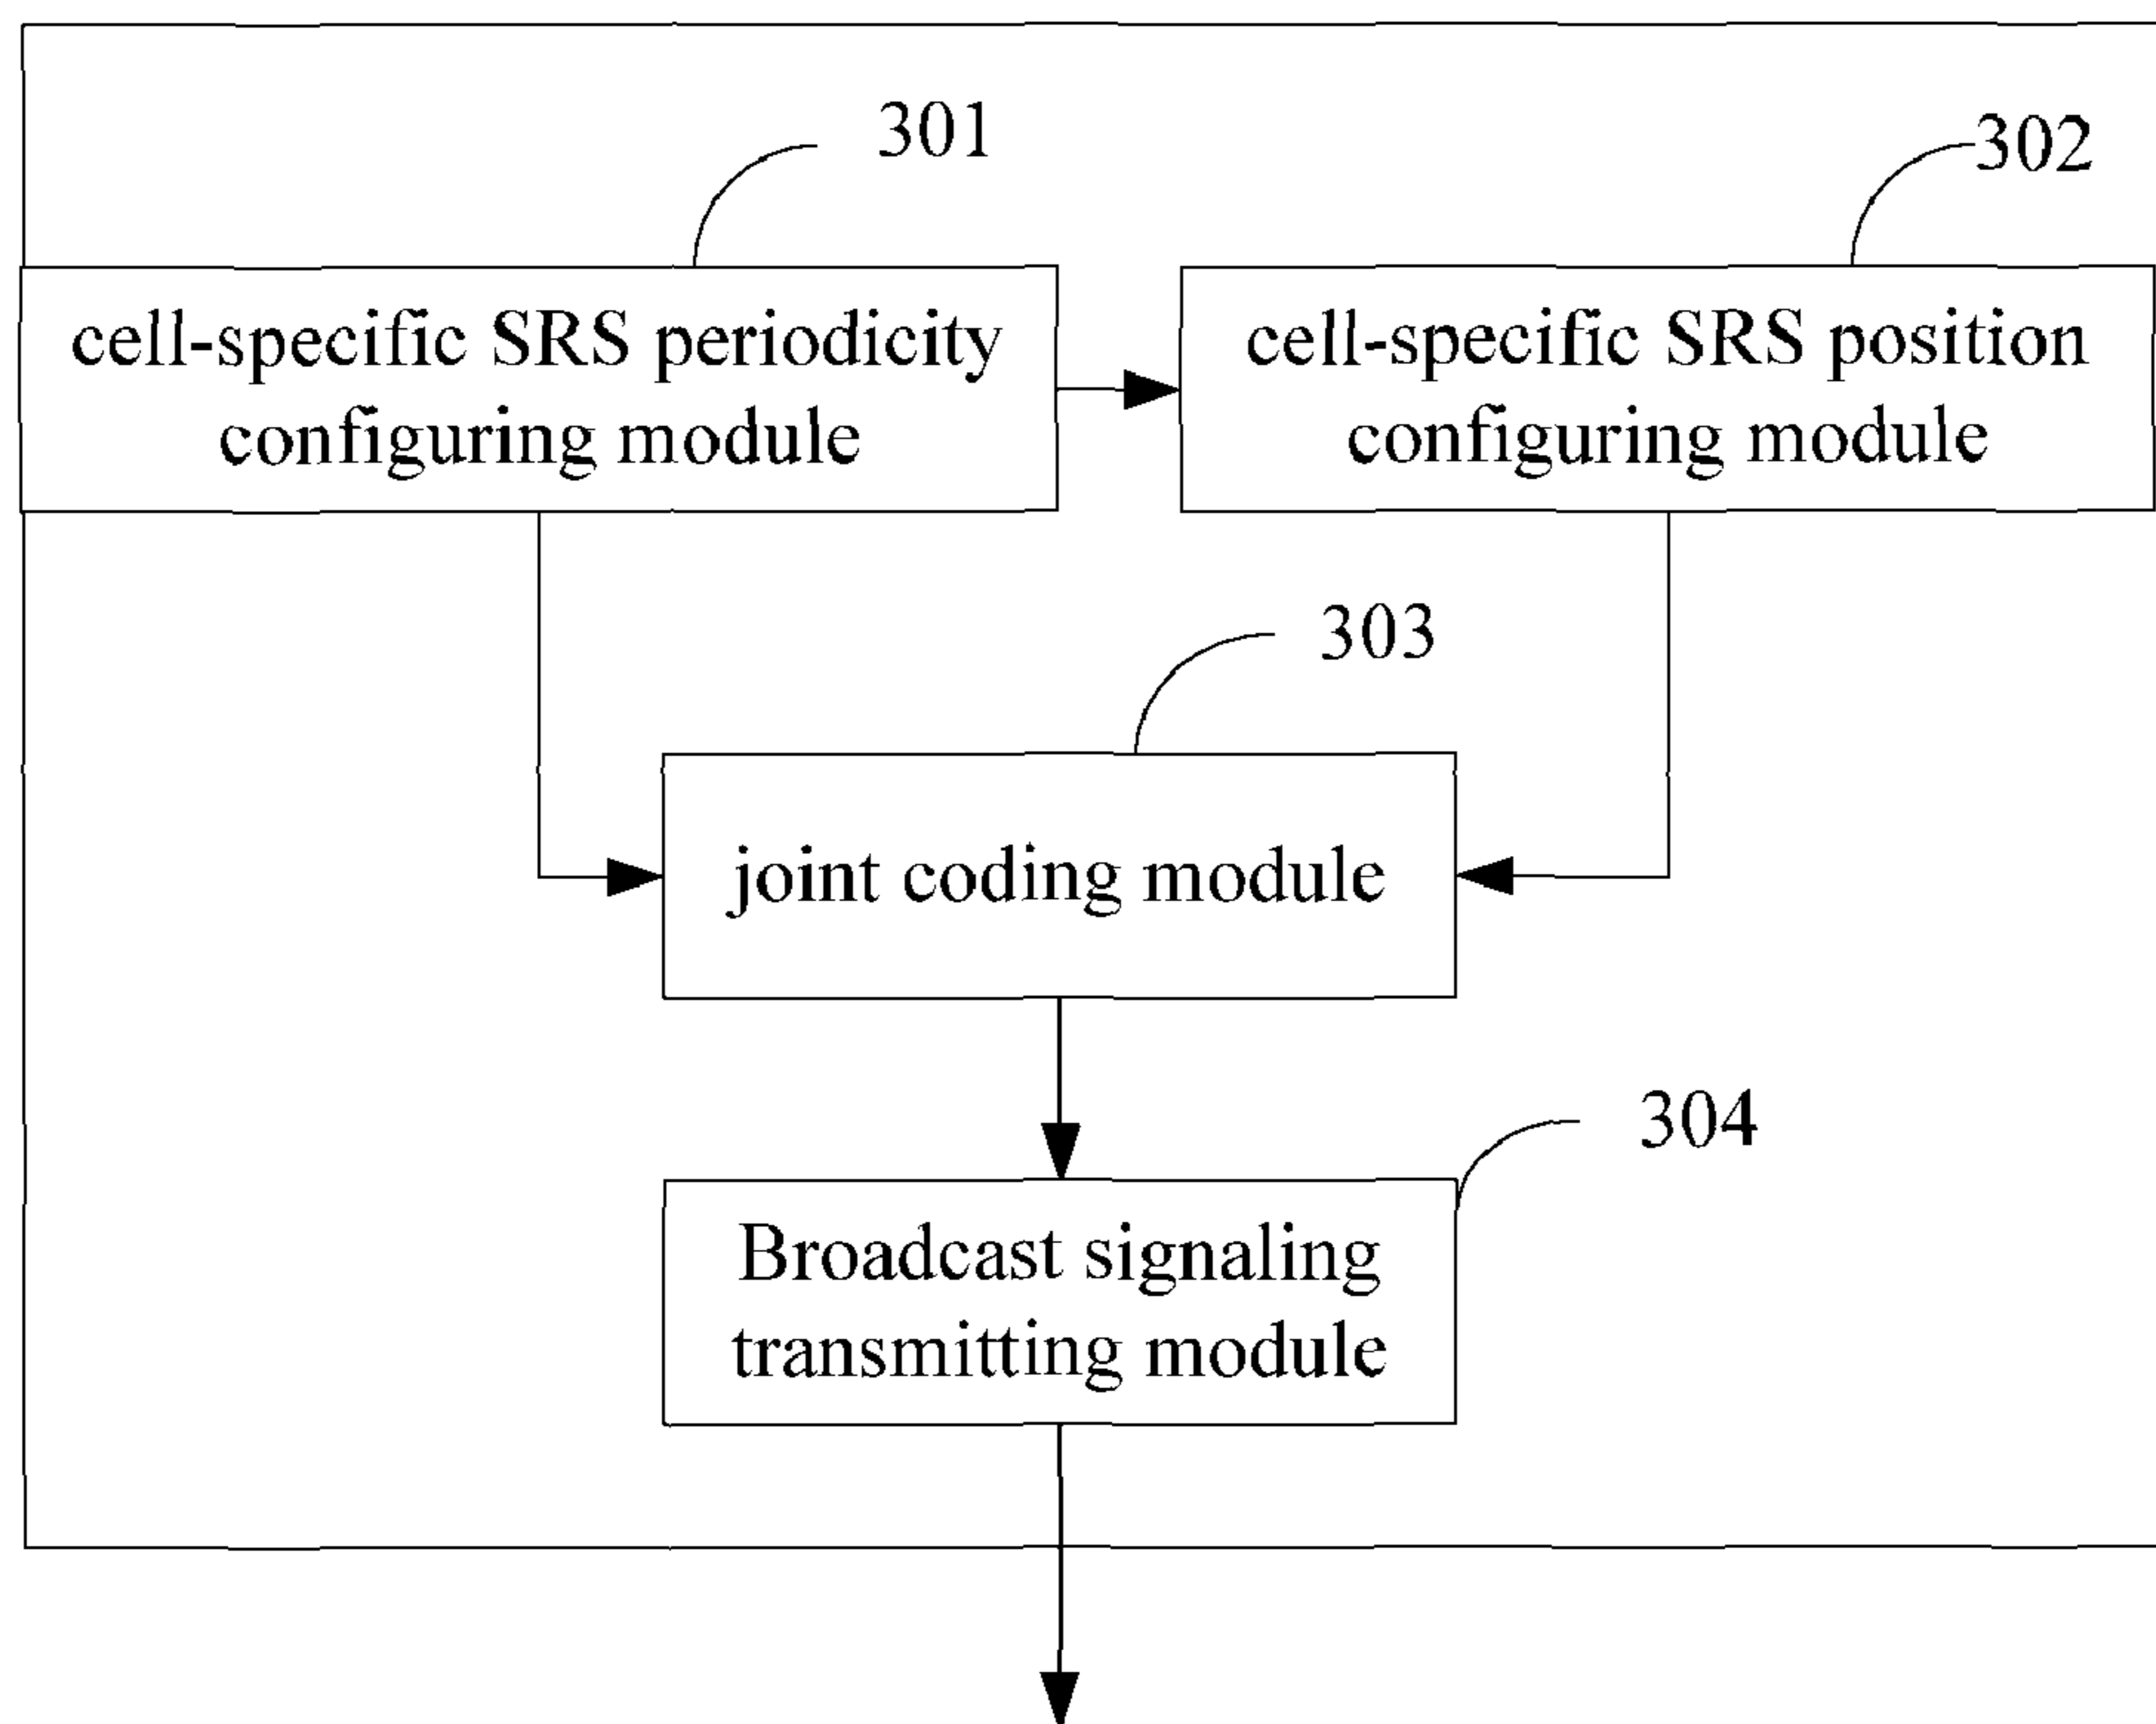 301
302
cell-specific SRS periodicity
configuring module
cell-specific SRS position
configuring module
303
joint coding module
304
Broadcast signaling
transmitting module